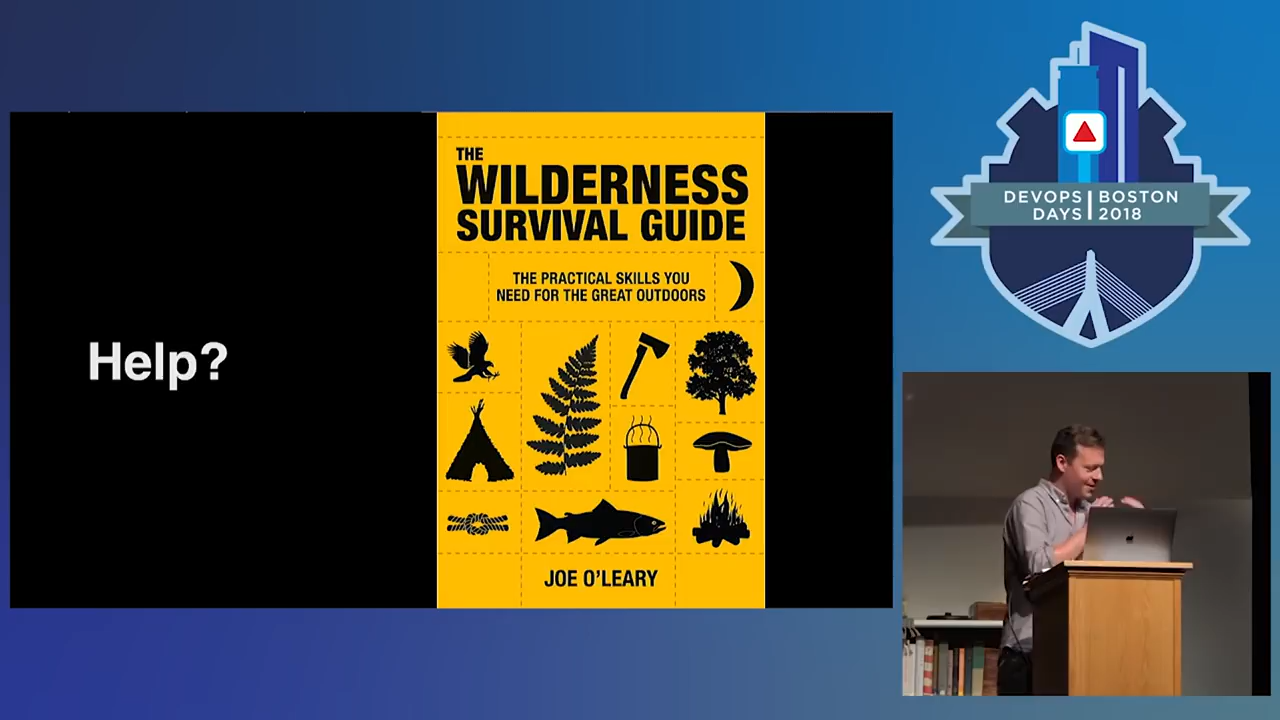 Help?
THE
WILDERNESS
SURVIVAL GUIDE
THE PRACTICAL SKILLS YOU
NEED FOR THE GREAT OUTDOORS
JOE O'LEARY
DEVOPS | BOSTON
DAYS | 2018